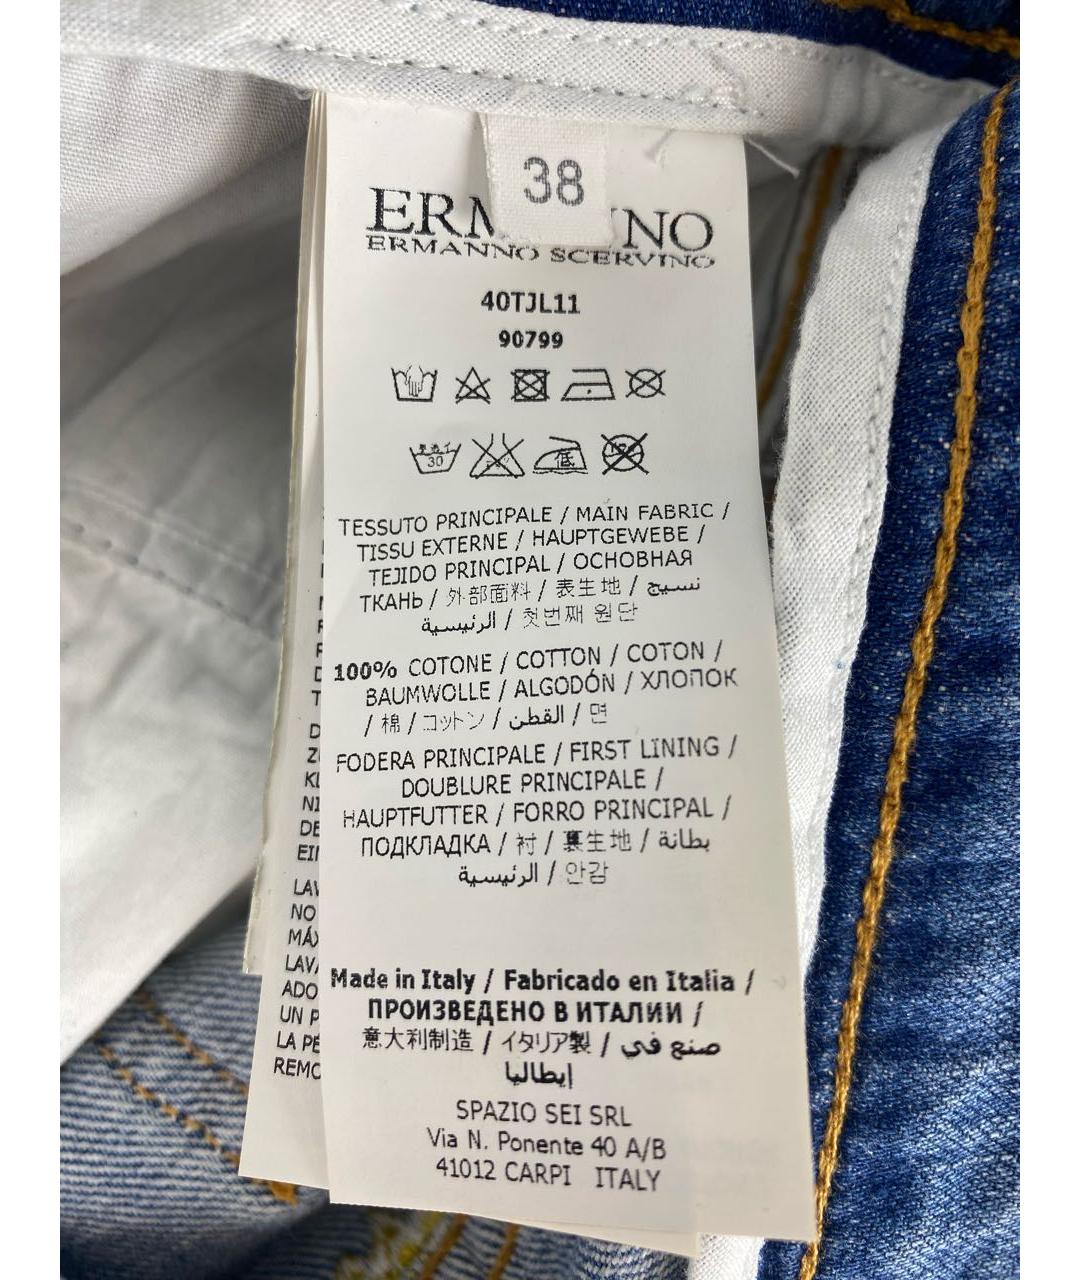 38
ERMANNO SCERVINO
40TJL11
90799
30
低
TESSUTO PRINCIPALE / MAIN FABRIC /
TISSU EXTERNE / HAUPTGEWEBE /
TEJIDO PRINCIPAL / ОСНОВНАЯ
ТКАНЬ / 外部面料 / 表生地 / نسيج
الرئيسية / 첫번째 원단
100% COTONE / COTTON / COTON /
BAUMWOLLE / ALGODÓN / ХЛОПОК
/ 棉 / コットン / القطن / 면
FODERA PRINCIPALE / FIRST LINING /
DOUBLURE PRINCIPALE /
HAUPTFUTTER / FORRO PRINCIPAL /
ПОДКЛАДКА / 衬 / 裏生地 / بطانة
الرئيسية / 안감
Made in Italy / Fabricado en Italia /
ПРОИЗВЕДЕНО В ИТАЛИИ /
意大利制造 / イタリア製 / صنع في
إيطاليا
SPAZIO SEI SRL
Via N. Ponente 40 A/B
41012 CARPI ITALY